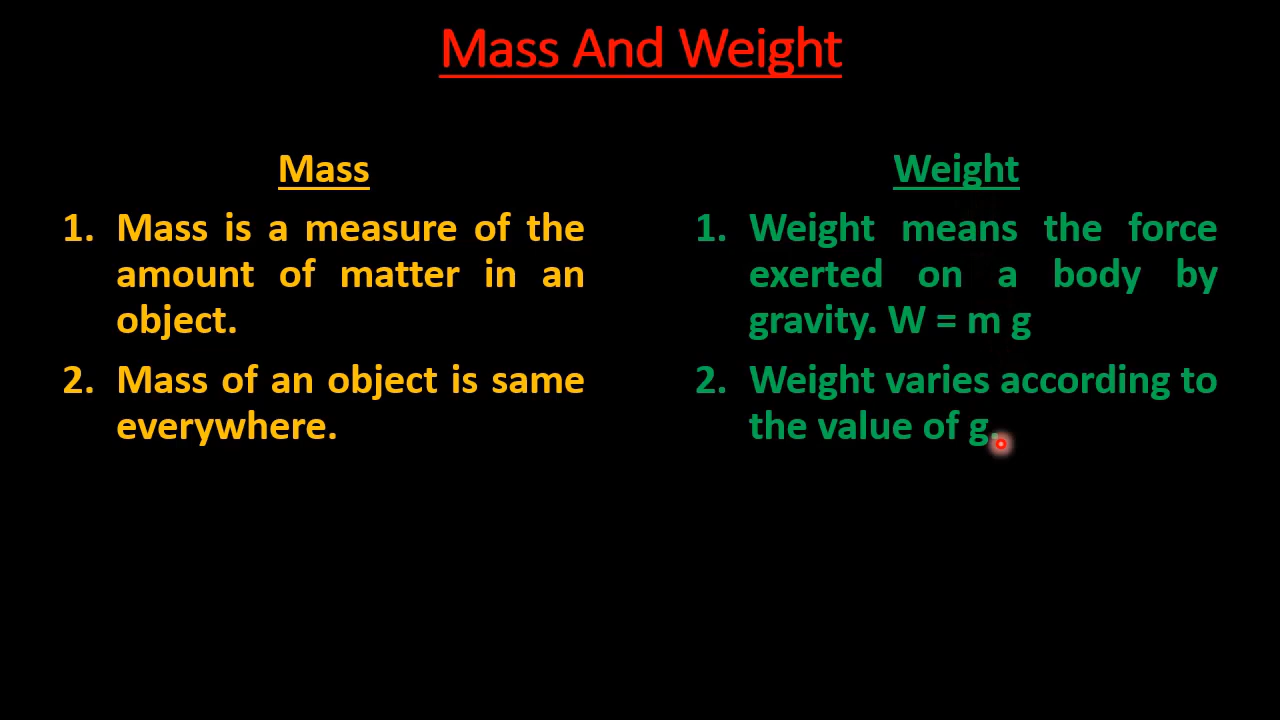 Mass And Weight
Mass
1. Mass is a measure of the
amount of matter in an
object.
2. Mass of an object is same
everywhere.
Weight
1. Weight means the force
exerted on a body by
gravity. W = m g
2. Weight varies according to
the value of g.